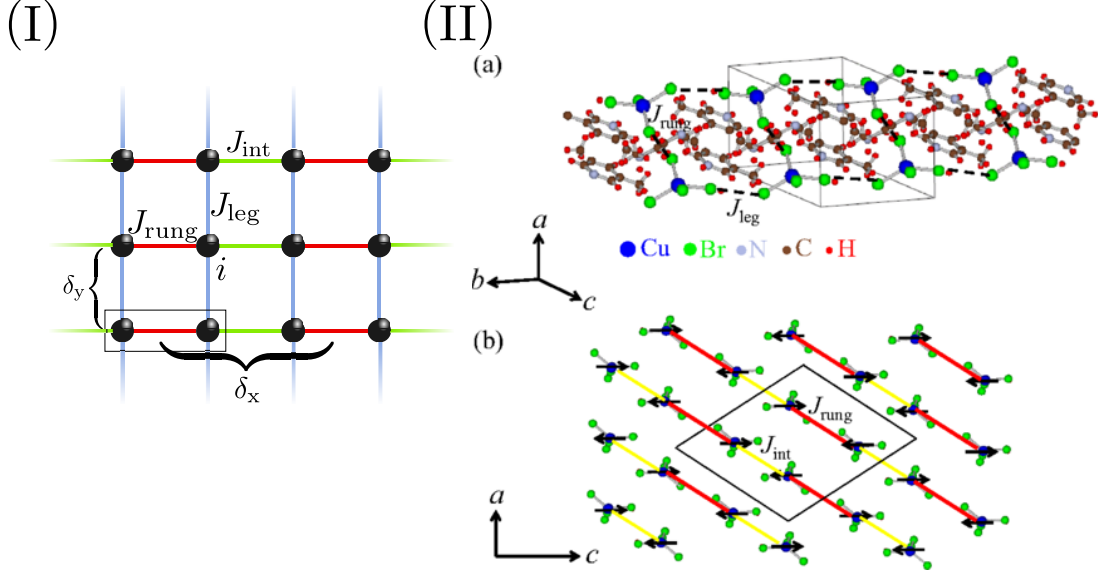 (I)
J_int
J_rung
J_leg
i
δ_y
δ_x
(II)
(a)
J_rung
J_leg
a
b
c
Cu Br N C H
(b)
J_rung
J_int
a
c